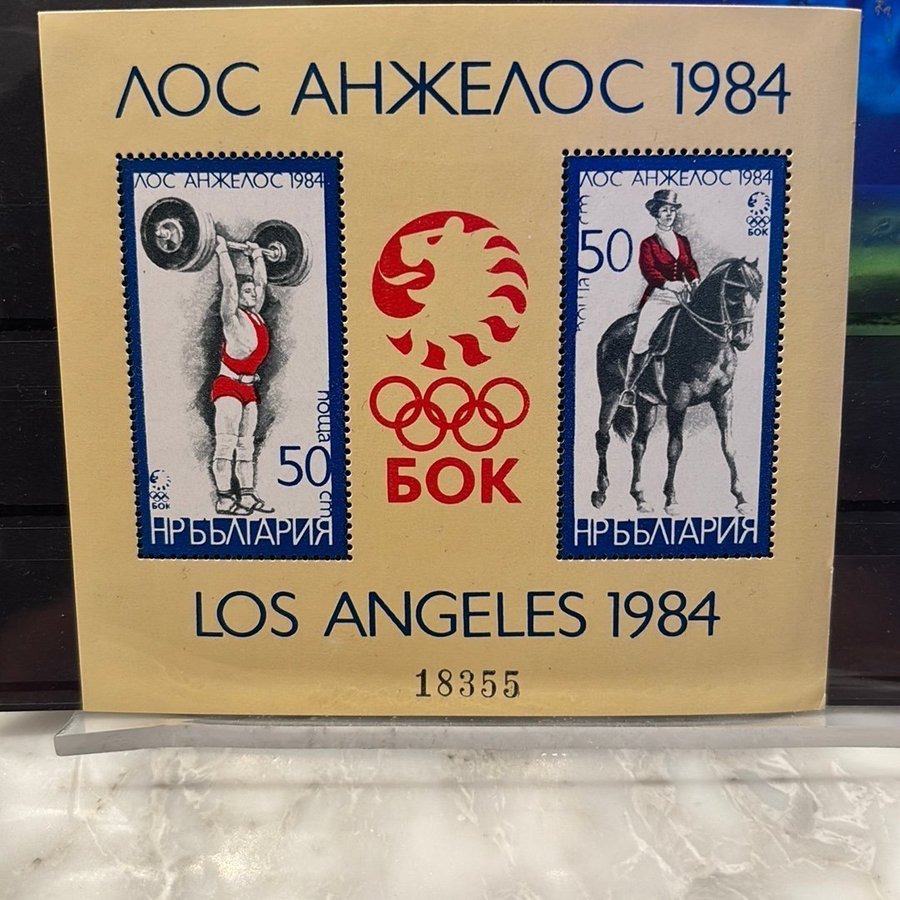 ЛОС АНЖЕЛОС 1984
ЛОС АНЖЕЛОС 1984
поща
50 ст
БОК
НР БЪЛГАРИЯ
БОК
ЛОС АНЖЕЛОС 1984
БОК
50
поща ст
НР БЪЛГАРИЯ
LOS ANGELES 1984
18355